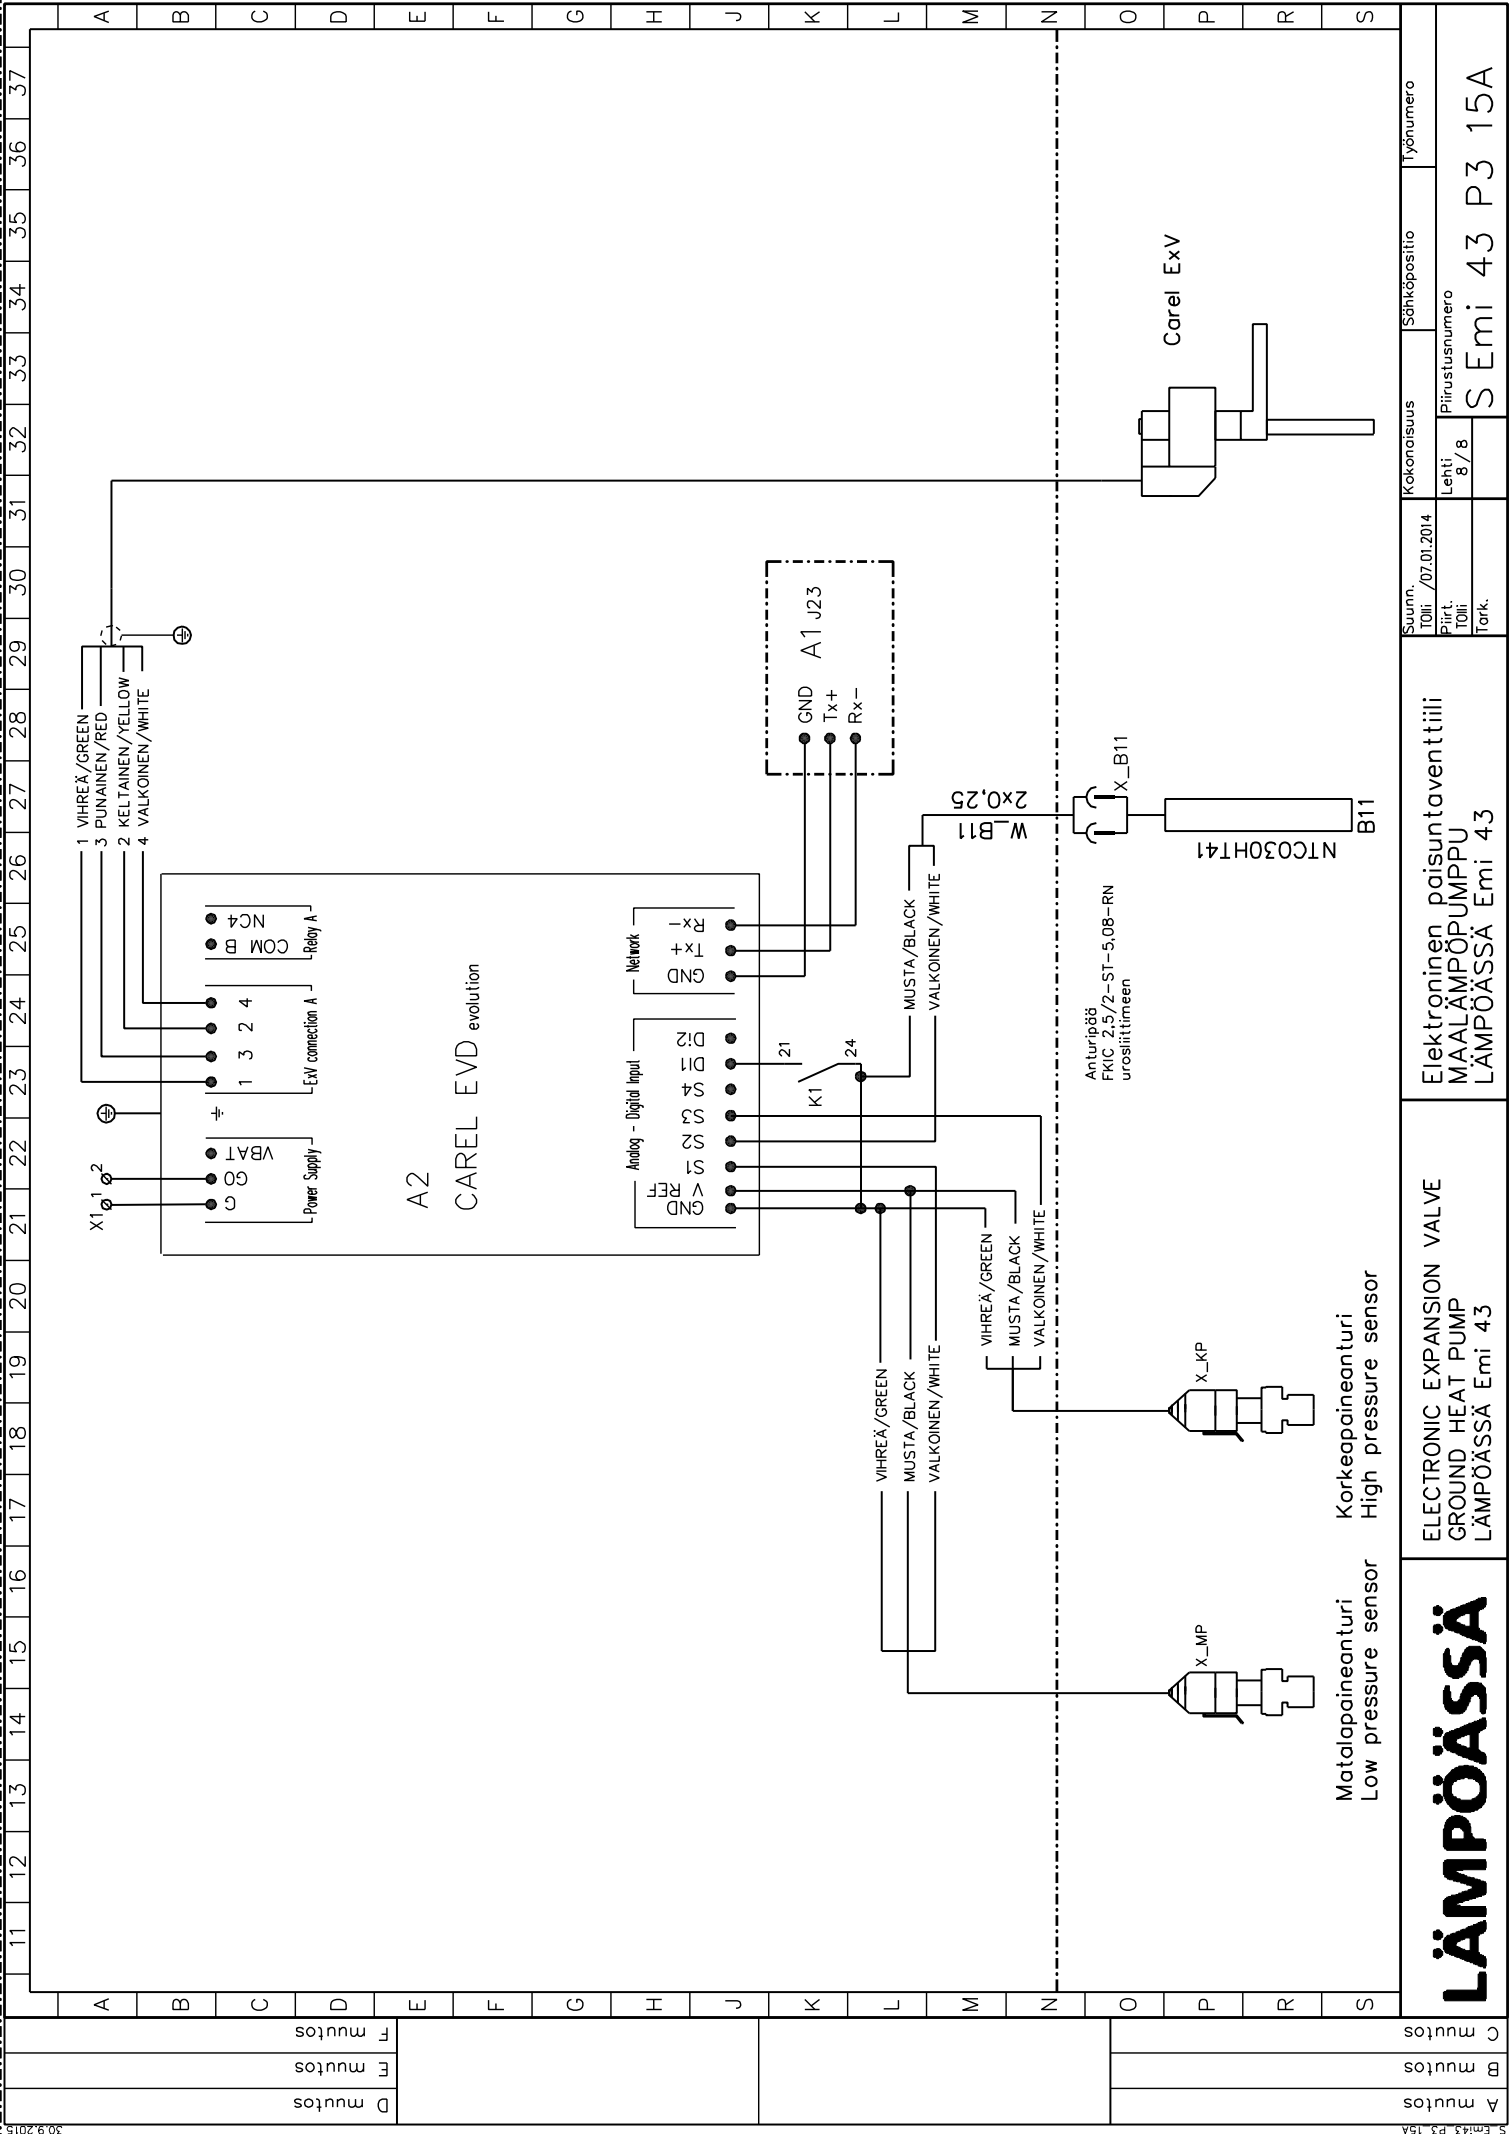 11 12 13 14 15 16 17 18 19 20 21 22 23 24 25 26 27 28 29 30 31 32 33 34 35 36 37
A
B
C
D
E
F
G
H
J
K
L
M
N
O
P
R
S
A
B
C
D
E
F
G
H
J
K
L
M
N
O
P
R
S
1 VIHREÄ/GREEN
3 PUNAINEN/RED
2 KELTAINEN/YELLOW
4 VALKOINEN/WHITE
X1 1 2
G
G0
VBAT
Power Supply
1 3 2 4
ExV connection A
COM B
NC4
Relay A
A2
CAREL EVD evolution
Analog - Digital Input
GND
V REF
S1
S2
S3
S4
DI1
Di2
Network
GND
Tx+
Rx-
A1 J23
GND
Tx+
Rx-
K1
21
24
MUSTA/BLACK
VALKOINEN/WHITE
W_B11
2x0,25
X_B11
NTC030HT41
B11
Anturipää
FKIC 2,5/2-ST-5,08-RN
urosliittimeen
VIHREÄ/GREEN
MUSTA/BLACK
VALKOINEN/WHITE
VIHREÄ/GREEN
MUSTA/BLACK
VALKOINEN/WHITE
X_MP
X_KP
Carel ExV
Matalapaineanturi
Low pressure sensor
Korkeapaineanturi
High pressure sensor
LÄMPÖÄSSÄ
ELECTRONIC EXPANSION VALVE
GROUND HEAT PUMP
LÄMPÖÄSSÄ Emi 43
Elektroninen paisuntaventtiili
MAALÄMPÖPUMPPU
LÄMPÖÄSSÄ Emi 43
Suunn.
TOlli /07.01.2014
Piirt.
TOlli
Tark.
Kokonaisuus
Sähköpositio
Työnumero
Lehti
8/8
Piirustusnumero
S Emi 43 P3 15A
A muutos
B muutos
C muutos
D muutos
E muutos
F muutos
S_Emi43_P3_15A
30.9.2015